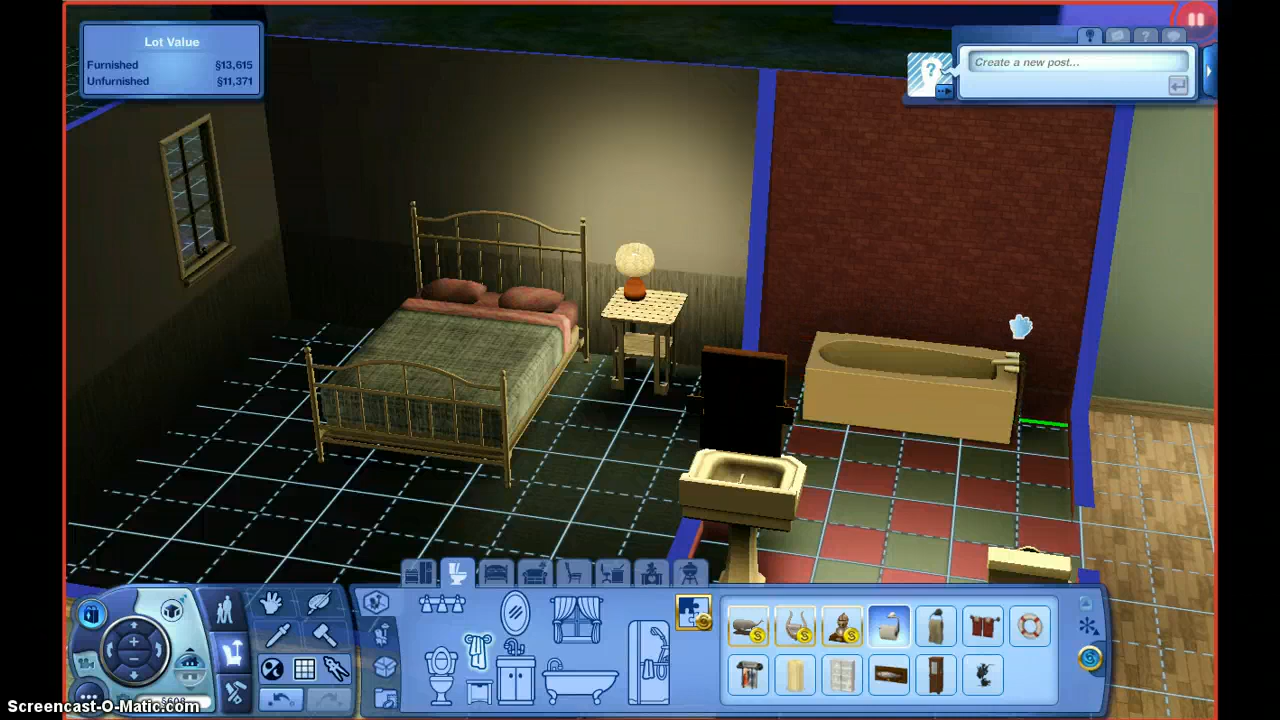 Lot Value
Furnished §13,615
Unfurnished §11,371
Create a new post...
Screencast-O-Matic.com